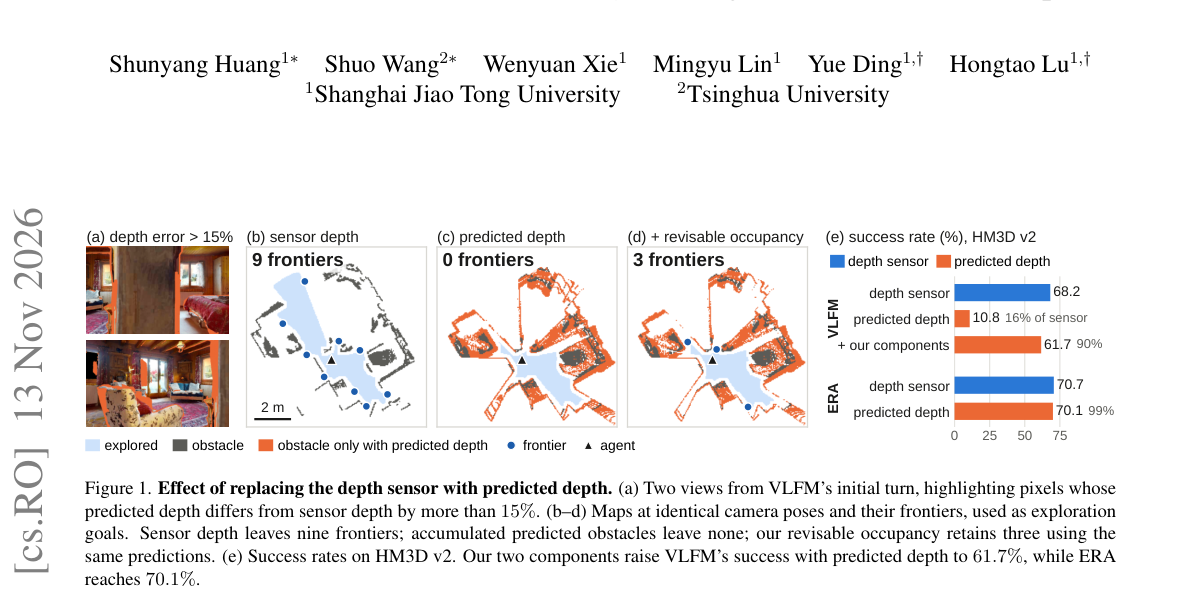 Shunyang Huang1* Shuo Wang2* Wenyuan Xie1 Mingyu Lin1 Yue Ding1,† Hongtao Lu1,†
1Shanghai Jiao Tong University 2Tsinghua University
[cs.RO] 13 Nov 2026
(a) depth error > 15%
(b) sensor depth
9 frontiers
2 m
(c) predicted depth
0 frontiers
(d) + revisable occupancy
3 frontiers
explored obstacle obstacle only with predicted depth frontier agent
(e) success rate (%), HM3D v2
depth sensor predicted depth
VLFM
depth sensor 68.2
predicted depth 10.8 16% of sensor
+ our components 61.7 90%
ERA
depth sensor 70.7
predicted depth 70.1 99%
0 25 50 75
Figure 1. Effect of replacing the depth sensor with predicted depth. (a) Two views from VLFM's initial turn, highlighting pixels whose
predicted depth differs from sensor depth by more than 15%. (b–d) Maps at identical camera poses and their frontiers, used as exploration
goals. Sensor depth leaves nine frontiers; accumulated predicted obstacles leave none; our revisable occupancy retains three using the
same predictions. (e) Success rates on HM3D v2. Our two components raise VLFM's success with predicted depth to 61.7%, while ERA
reaches 70.1%.